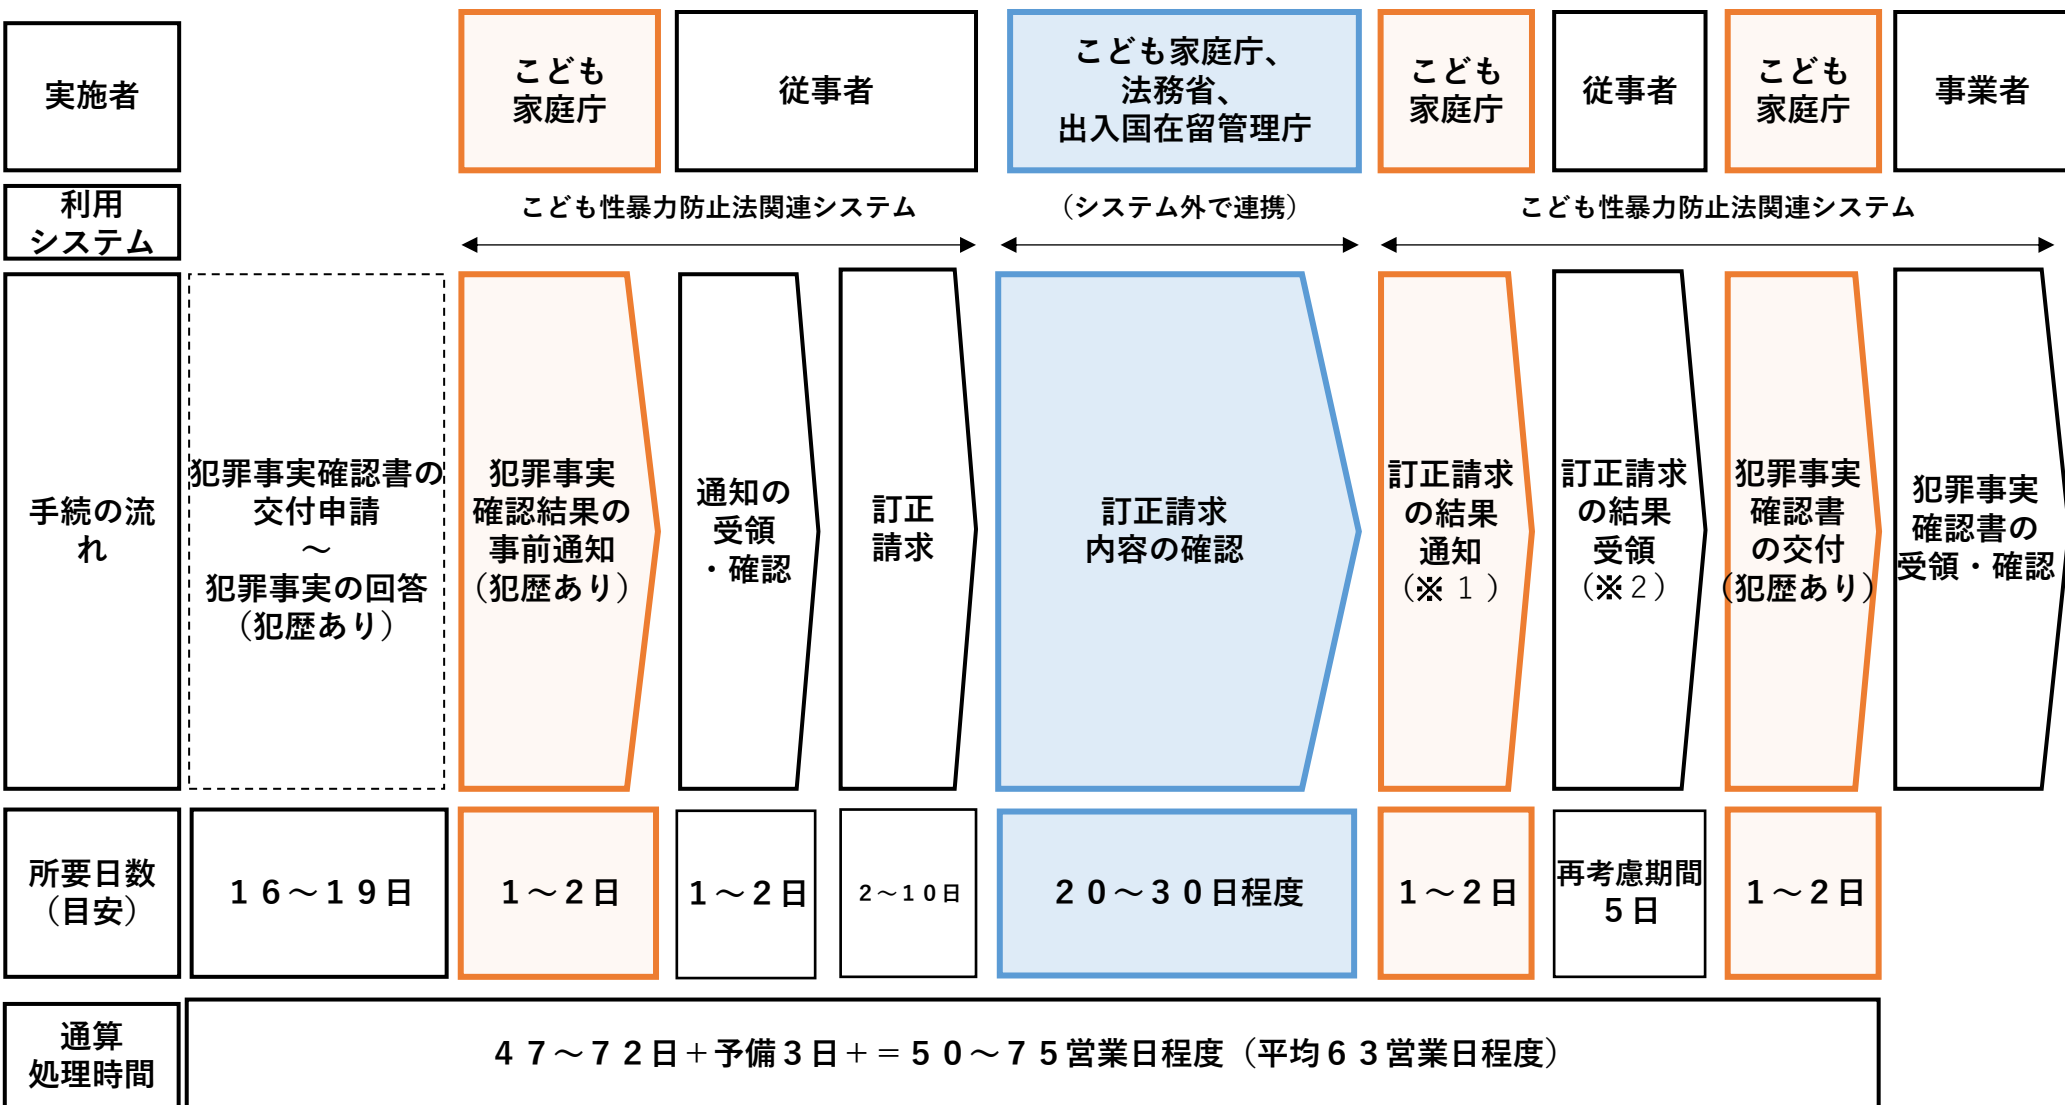 実施者
こども
家庭庁
従事者
こども家庭庁、
法務省、
出入国在留管理庁
こども
家庭庁
従事者
こども
家庭庁
事業者
利用
システム
こども性暴力防止法関連システム
（システム外で連携）
こども性暴力防止法関連システム
手続の流
れ
犯罪事実確認書の
交付申請
～
犯罪事実の回答
（犯歴あり）
犯罪事実
確認結果の
事前通知
（犯歴あり）
通知の
受領
・確認
訂正
請求
訂正請求
内容の確認
訂正請求
の結果
通知
（※１）
訂正請求
の結果
受領
（※２）
犯罪事実
確認書
の交付
（犯歴あり）
犯罪事実
確認書の
受領・確認
所要日数
（目安）
１６～１９日
１～２日
１～２日
２～１０日
２０～３０日程度
１～２日
再考慮期間
５日
１～２日
通算
処理時間
４７～７２日＋予備３日＋＝５０～７５営業日程度（平均６３営業日程度）